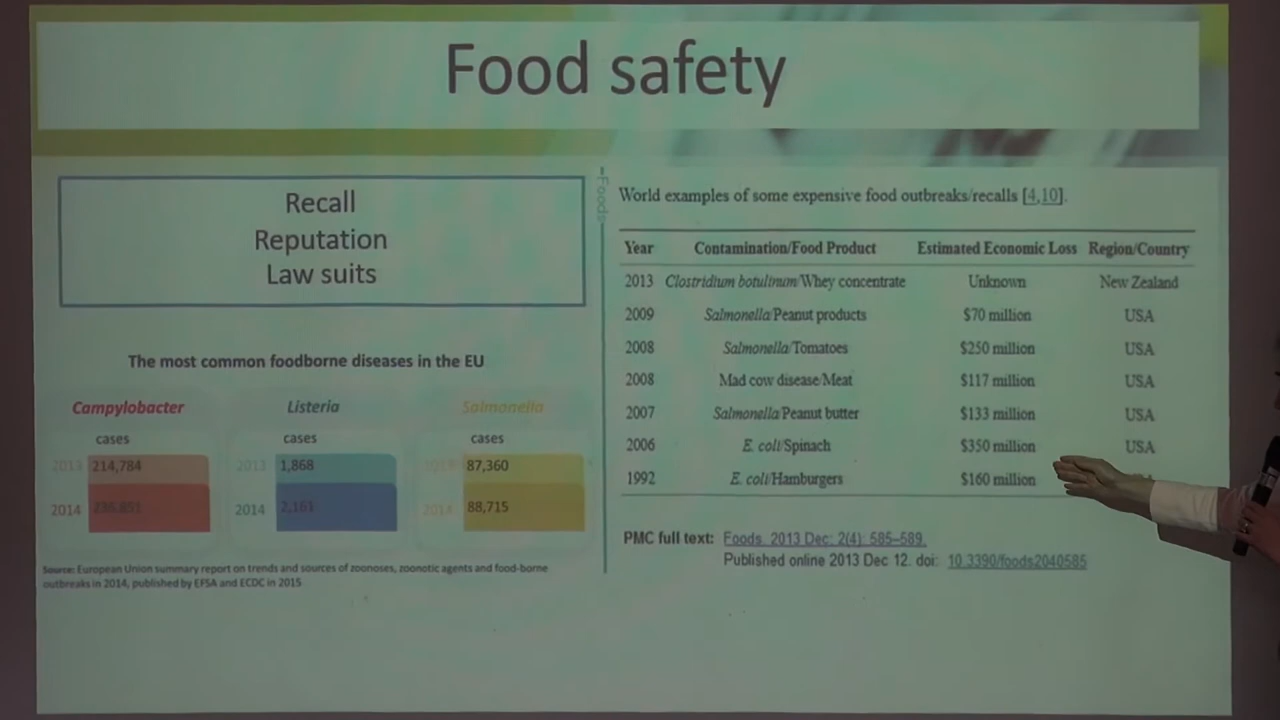 Food safety
Recall
Reputation
Law suits
The most common foodborne diseases in the EU
Campylobacter
cases
2013 214,784
2014 236,851
Listeria
cases
2013 1,868
2014 2,161
Salmonella
cases
2013 87,360
2014 88,715
Source: European Union summary report on trends and sources of zoonoses, zoonotic agents and food-borne
outbreaks in 2014, published by EFSA and ECDC in 2015
Foods
World examples of some expensive food outbreaks/recalls [4,10].
Year Contamination/Food Product Estimated Economic Loss Region/Country
2013 Clostridium botulinum/Whey concentrate Unknown New Zealand
2009 Salmonella/Peanut products $70 million USA
2008 Salmonella/Tomatoes $250 million USA
2008 Mad cow disease/Meat $117 million USA
2007 Salmonella/Peanut butter $133 million USA
2006 E. coli/Spinach $350 million USA
1992 E. coli/Hamburgers $160 million
PMC full text: Foods. 2013 Dec; 2(4): 585–589.
Published online 2013 Dec 12. doi: 10.3390/foods2040585